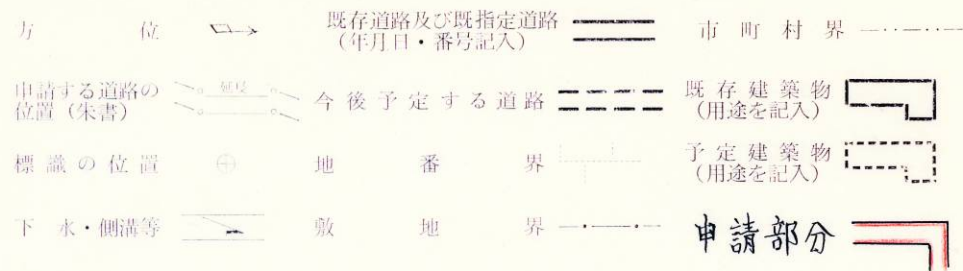 方位
既存道路及び既指定道路
(年月日・番号記入)
市町村界
申請する道路の
位置(朱書)
延長
今後予定する道路
既存建築物
(用途を記入)
標識の位置
地番界
予定建築物
(用途を記入)
下水・側溝等
敷地界
申請部分